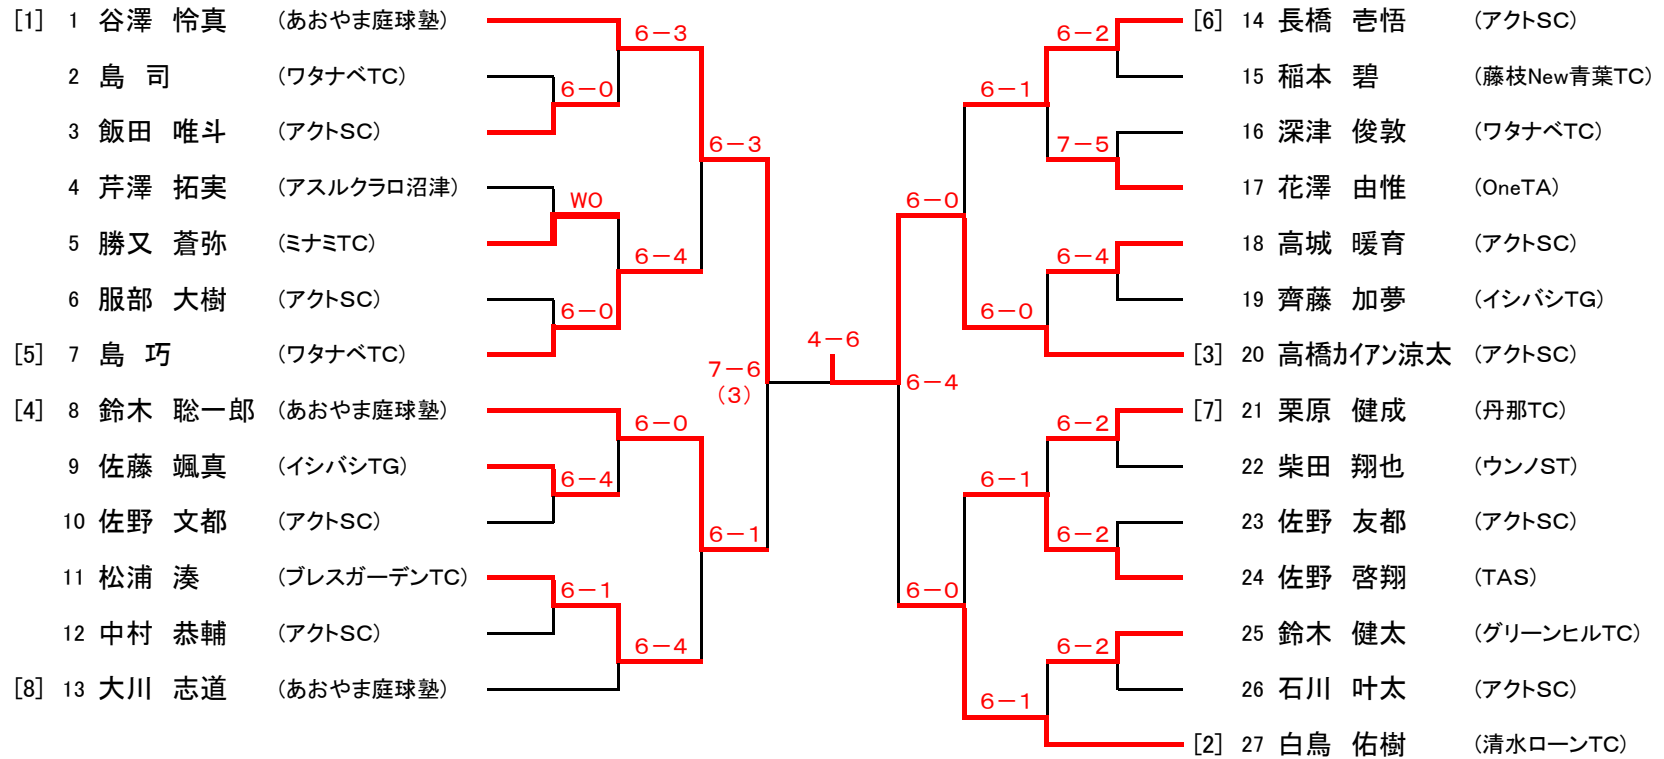 [1] 1 谷澤 怜真 (あおやま庭球塾)
2 島 司 (ワタナベTC)
3 飯田 唯斗 (アクトSC)
4 芹澤 拓実 (アスルクラロ沼津)
5 勝又 蒼弥 (ミナミTC)
6 服部 大樹 (アクトSC)
[5] 7 島 巧 (ワタナベTC)
[4] 8 鈴木 聡一郎 (あおやま庭球塾)
9 佐藤 颯真 (イシバシTG)
10 佐野 文都 (アクトSC)
11 松浦 湊 (ブレスガーデンTC)
12 中村 恭輔 (アクトSC)
[8] 13 大川 志道 (あおやま庭球塾)
6-0
WO
6-0
6-4
6-1
6-3
6-4
6-0
6-4
6-3
6-1
7-6
(3)
4-6
6-4
6-0
6-0
6-1
6-0
6-1
6-1
6-2
7-5
6-4
6-2
6-2
6-2
[6] 14 長橋 壱悟 (アクトSC)
15 稲本 碧 (藤枝New青葉TC)
16 深津 俊敦 (ワタナベTC)
17 花澤 由惟 (OneTA)
18 高城 暖育 (アクトSC)
19 齊藤 加夢 (イシバシTG)
[3] 20 高橋カイアン涼太 (アクトSC)
[7] 21 栗原 健成 (丹那TC)
22 柴田 翔也 (ウンノST)
23 佐野 友都 (アクトSC)
24 佐野 啓翔 (TAS)
25 鈴木 健太 (グリーンヒルTC)
26 石川 叶太 (アクトSC)
[2] 27 白鳥 佑樹 (清水ローンTC)